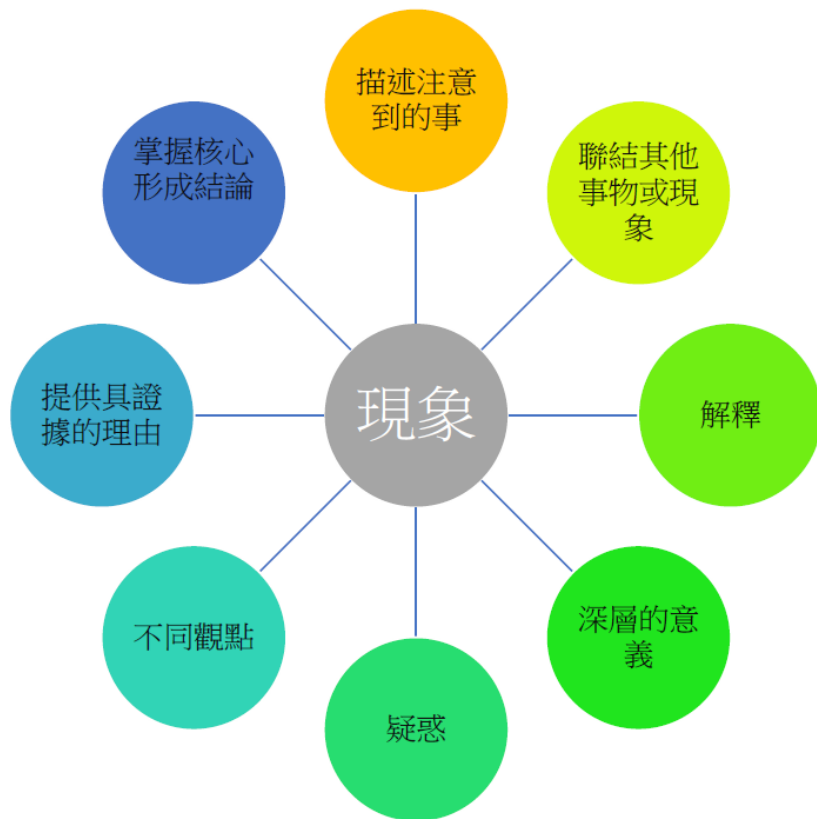 描述注意
到的事
聯結其他
事物或現
象
解釋
深層的意
義
疑惑
不同觀點
提供具證
據的理由
掌握核心
形成結論
現象